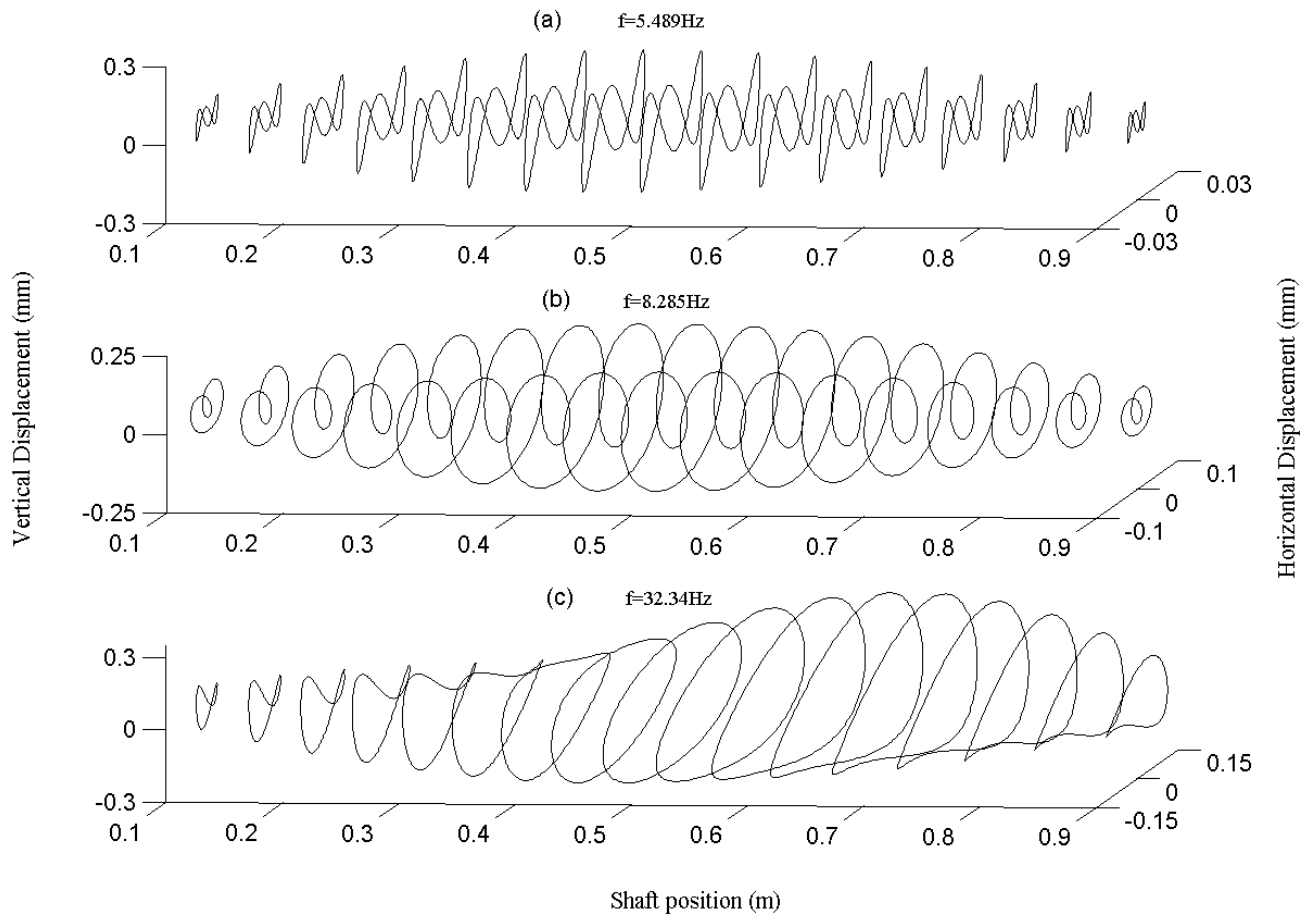 (a) f=5.489Hz
0.3
0
-0.3
0.1 0.2 0.3 0.4 0.5 0.6 0.7 0.8 0.9
0.03
0
-0.03
(b) f=8.285Hz
0.25
0
-0.25
0.1 0.2 0.3 0.4 0.5 0.6 0.7 0.8 0.9
0.1
0
-0.1
(c) f=32.34Hz
0.3
0
-0.3
0.1 0.2 0.3 0.4 0.5 0.6 0.7 0.8 0.9
0.15
0
-0.15
Vertical Displacement (mm)
Horizontal Displacement (mm)
Shaft position (m)